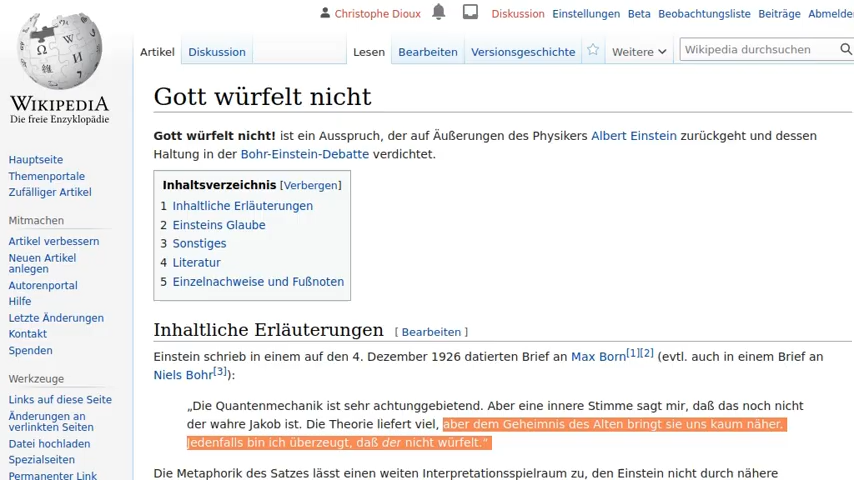 Christophe Dioux Diskussion Einstellungen Beta Beobachtungsliste Beiträge Abmelde
Artikel Diskussion Lesen Bearbeiten Versionsgeschichte Weitere Wikipedia durchsuchen
WIKIPEDIA
Die freie Enzyklopädie
Hauptseite
Themenportale
Zufälliger Artikel
Mitmachen
Artikel verbessern
Neuen Artikel
anlegen
Autorenportal
Hilfe
Letzte Änderungen
Kontakt
Spenden
Werkzeuge
Links auf diese Seite
Änderungen an
verlinkten Seiten
Datei hochladen
Spezialseiten
Permanenter Link
Gott würfelt nicht
Gott würfelt nicht! ist ein Ausspruch, der auf Äußerungen des Physikers Albert Einstein zurückgeht und dessen
Haltung in der Bohr-Einstein-Debatte verdichtet.
Inhaltsverzeichnis [Verbergen]
1 Inhaltliche Erläuterungen
2 Einsteins Glaube
3 Sonstiges
4 Literatur
5 Einzelnachweise und Fußnoten
Inhaltliche Erläuterungen [ Bearbeiten ]
Einstein schrieb in einem auf den 4. Dezember 1926 datierten Brief an Max Born[1][2] (evtl. auch in einem Brief an
Niels Bohr[3]):
„Die Quantenmechanik ist sehr achtunggebietend. Aber eine innere Stimme sagt mir, daß das noch nicht
der wahre Jakob ist. Die Theorie liefert viel, aber dem Geheimnis des Alten bringt sie uns kaum näher.
Jedenfalls bin ich überzeugt, daß der nicht würfelt.“
Die Metaphorik des Satzes lässt einen weiten Interpretationsspielraum zu, den Einstein nicht durch nähere